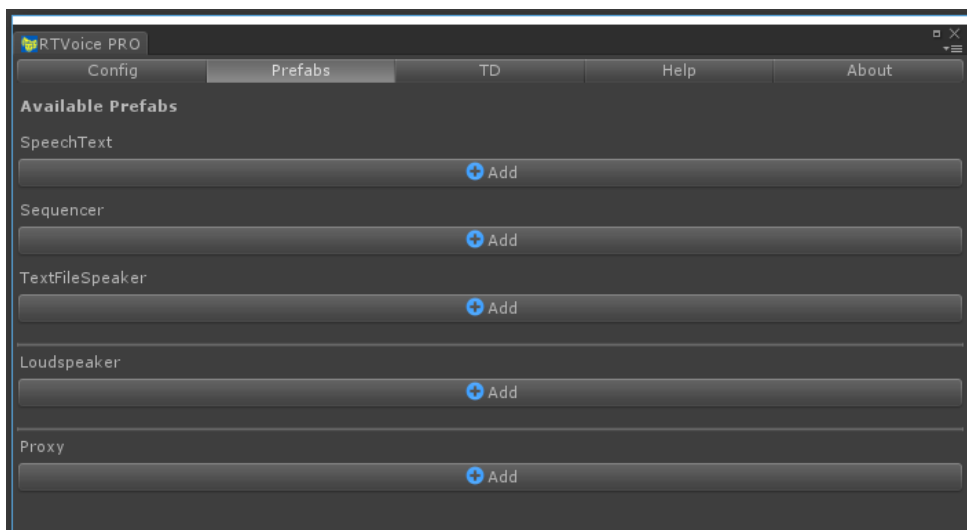 RTVoice PRO
Config Prefabs TD Help About
Available Prefabs
SpeechText
Add
Sequencer
Add
TextFileSpeaker
Add
Loudspeaker
Add
Proxy
Add